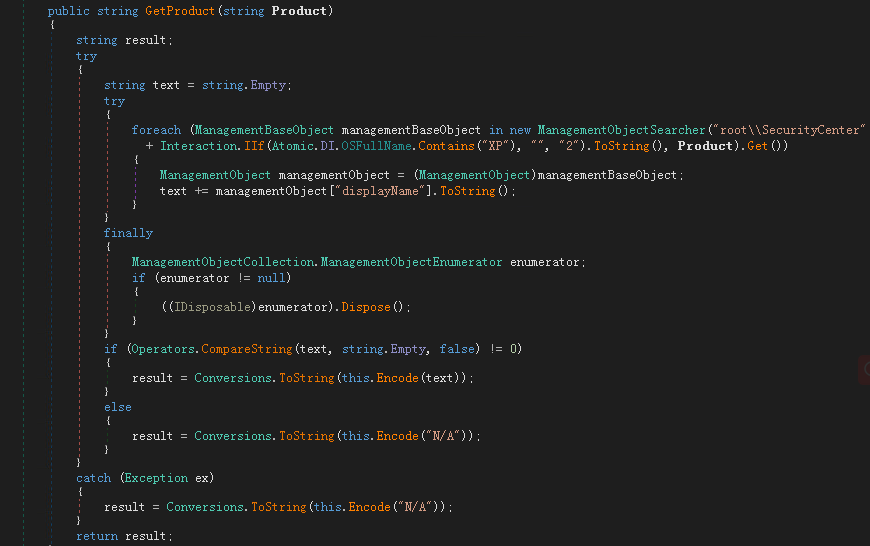 public string GetProduct(string Product)
{
string result;
try
{
string text = string.Empty;
try
{
foreach (ManagementBaseObject managementBaseObject in new ManagementObjectSearcher("root\\SecurityCenter"
+ Interaction.IIf(Atomic.DI.OSFullName.Contains("XP"), "", "2").ToString(), Product).Get())
{
ManagementObject managementObject = (ManagementObject)managementBaseObject;
text += managementObject["displayName"].ToString();
}
}
finally
{
ManagementObjectCollection.ManagementObjectEnumerator enumerator;
if (enumerator != null)
{
((IDisposable)enumerator).Dispose();
}
}
if (Operators.CompareString(text, string.Empty, false) != 0)
{
result = Conversions.ToString(this.Encode(text));
}
else
{
result = Conversions.ToString(this.Encode("N/A"));
}
}
catch (Exception ex)
{
result = Conversions.ToString(this.Encode("N/A"));
}
return result;